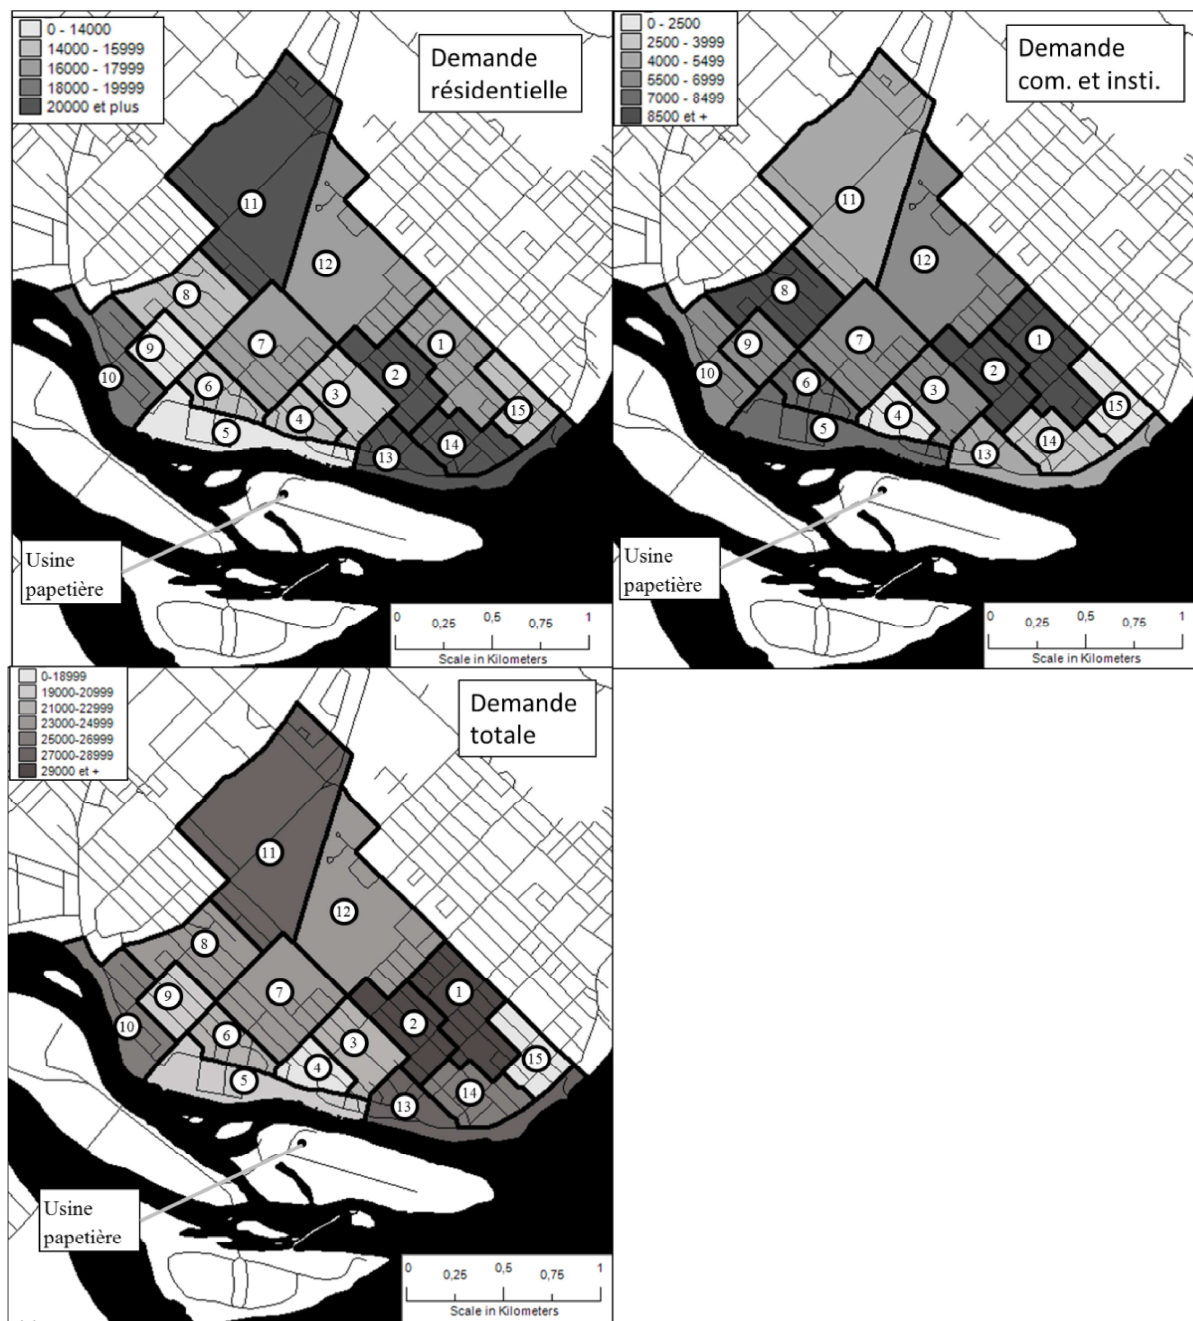 0 - 14000
14000 - 15999
16000 - 17999
18000 - 19999
20000 et plus
Demande
résidentielle
11
12
8
7
1
9
2
6
3
10
15
4
5
14
13
Usine
papetière
0 0,25 0,5 0,75 1
Scale in Kilometers
0 - 2500
2500 - 3999
4000 - 5499
5500 - 6999
7000 - 8499
8500 et +
Demande
com. et insti.
11
12
8
7
1
9
2
10
6
3
15
4
5
14
13
Usine
papetière
0 0,25 0,5 0,75 1
Scale in Kilometers
0-18999
19000-20999
21000-22999
23000-24999
25000-26999
27000-28999
29000 et +
Demande
totale
11
12
8
7
1
9
2
10
6
3
15
4
5
14
13
Usine
papetière
0 0,25 0,5 0,75 1
Scale in Kilometers